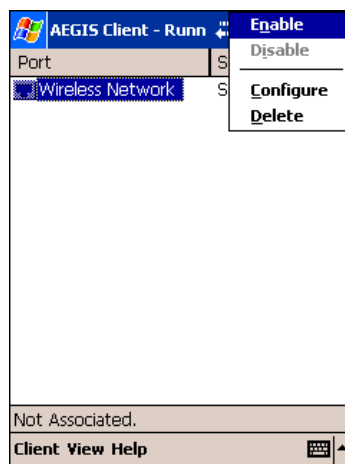 AEGIS Client - Runn
Enable
Disable
Configure
Delete
Port S
Wireless Network S
Not Associated.
Client View Help